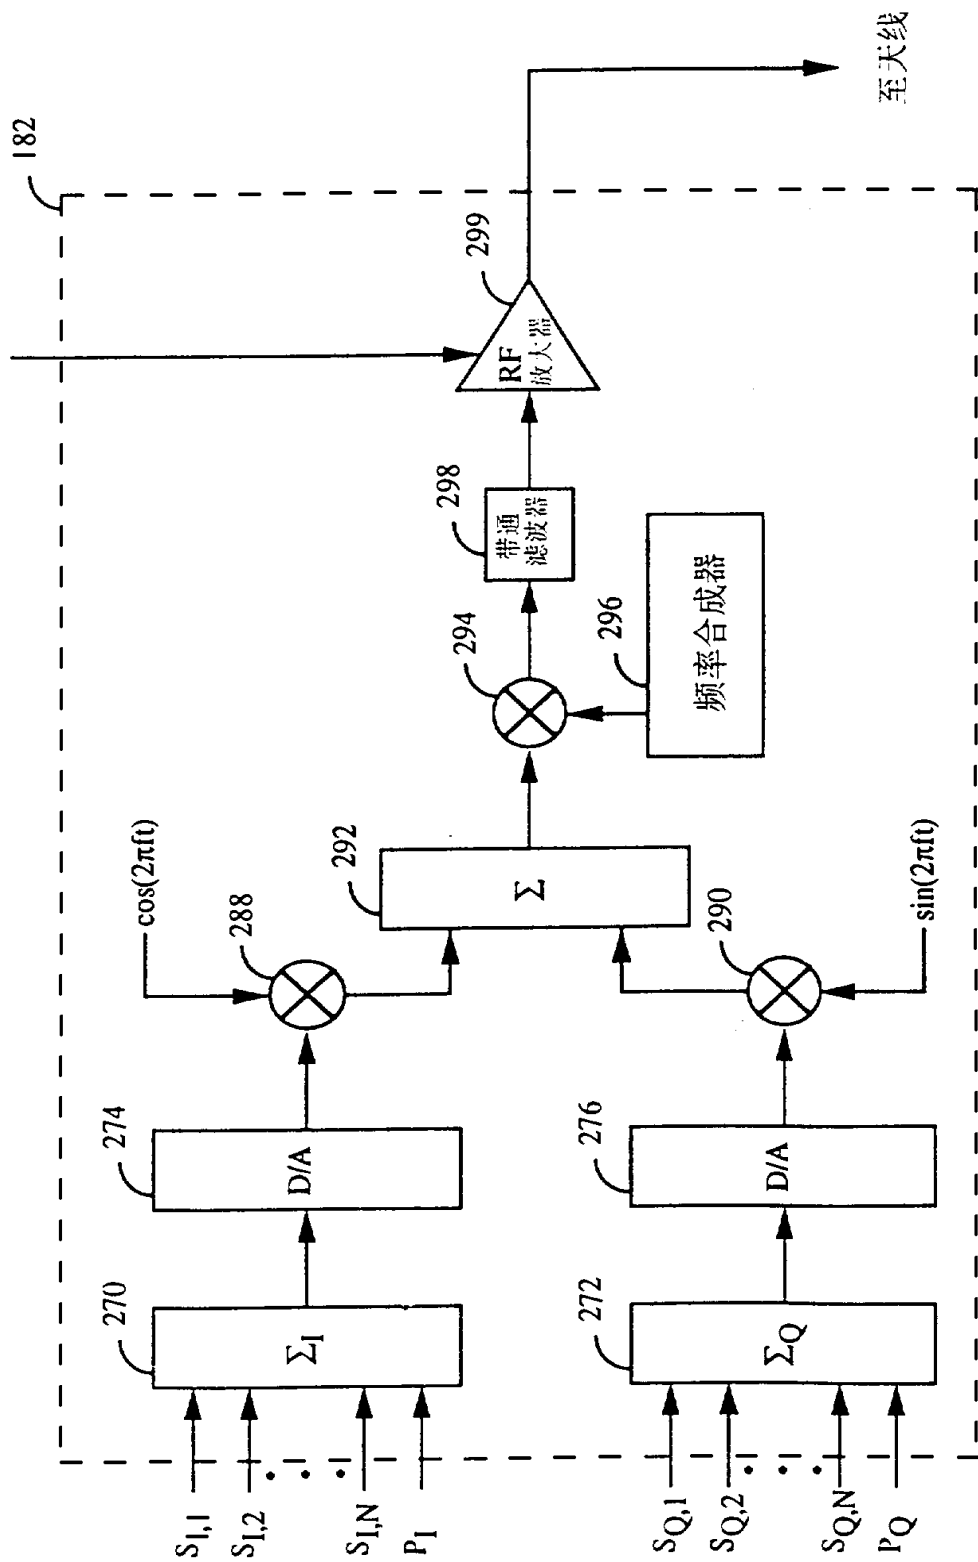 182
至天线
299
RF
放大器
298
带通
滤波器
294
296
频率合成器
cos(2πft)
288
292
Σ
290
sin(2πft)
274
D/A
276
D/A
270
Σ_I
272
Σ_Q
S_I,1
S_I,2
S_I,N
P_I
S_Q,1
S_Q,2
S_Q,N
P_Q